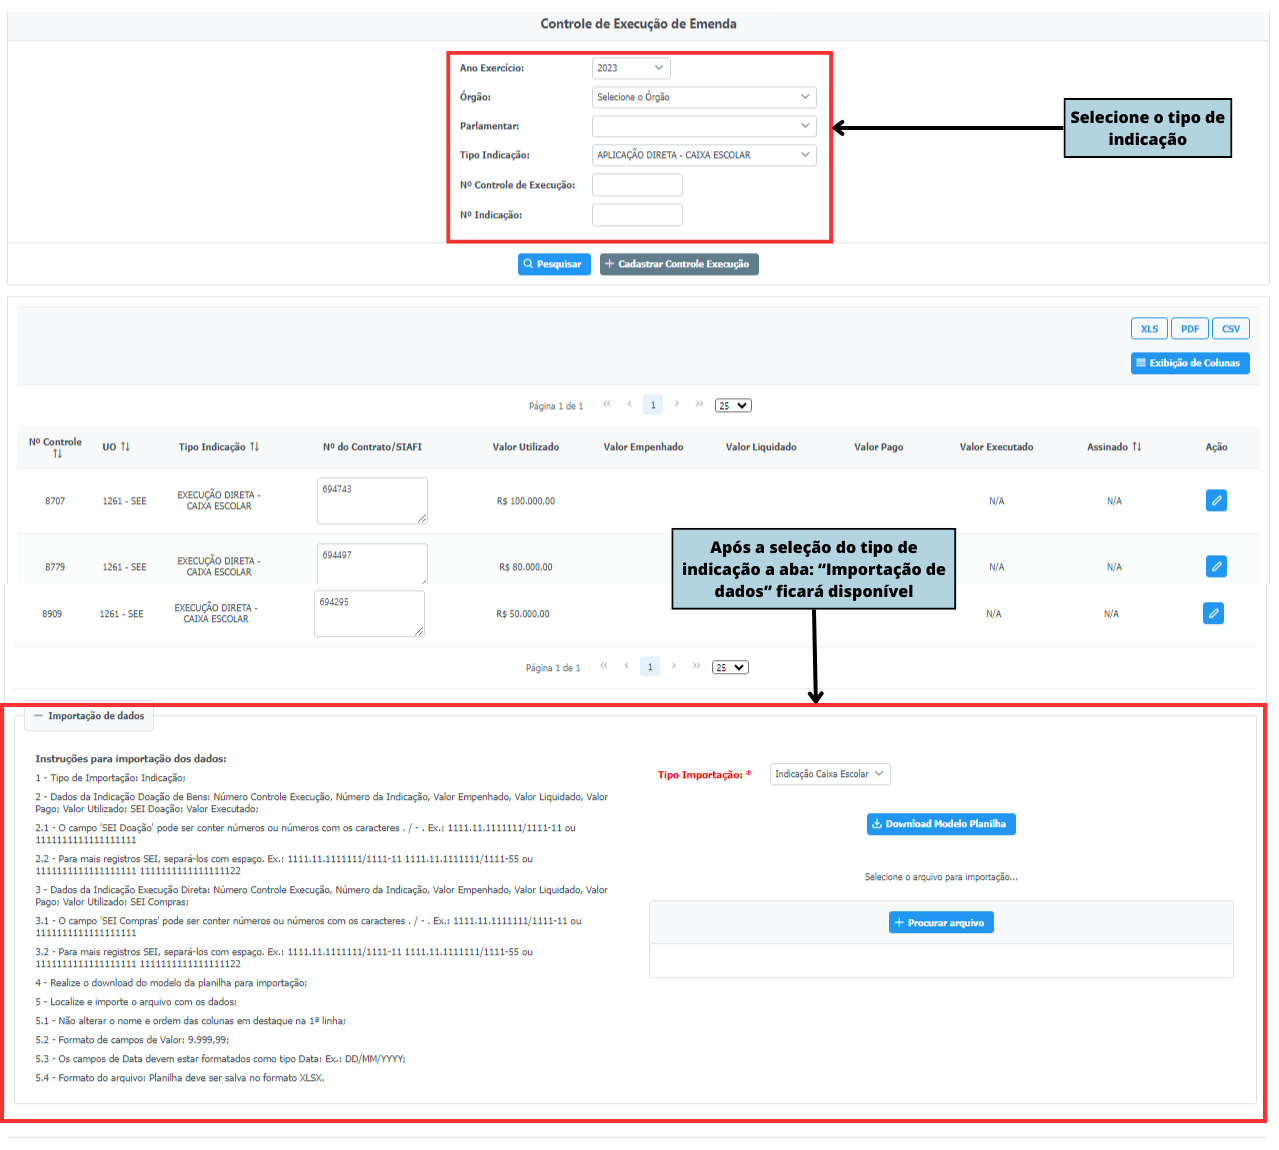 Controle de Execução de Emenda
Ano Exercício: 2023
Órgão: Selecione o Órgão
Parlamentar:
Tipo Indicação: APLICAÇÃO DIRETA - CAIXA ESCOLAR
Nº Controle de Execução:
Nº Indicação:
Selecione o tipo de
indicação
Pesquisar + Cadastrar Controle Execução
XLS PDF CSV
Exibição de Colunas
Página 1 de 1 1 25
Nº Controle UO Tipo Indicação Nº do Contrato/SIAFI Valor Utilizado Valor Empenhado Valor Liquidado Valor Pago Valor Executado Assinado Ação
8707 1261 - SEE EXECUÇÃO DIRETA -
CAIXA ESCOLAR 694743 R$ 100.000,00 N/A N/A
8779 1261 - SEE EXECUÇÃO DIRETA -
CAIXA ESCOLAR 694497 R$ 80.000,00 N/A N/A
Após a seleção do tipo de
indicação a aba: “Importação de
dados” ficará disponível
8909 1261 - SEE EXECUÇÃO DIRETA -
CAIXA ESCOLAR 694295 R$ 50.000,00 N/A N/A
Página 1 de 1 1 25
Importação de dados
Instruções para importação dos dados:
1 - Tipo de Importação: Indicação;
2 - Dados da Indicação Doação de Bens: Número Controle Execução, Número da Indicação, Valor Empenhado, Valor Liquidado, Valor
Pago; Valor Utilizado; SEI Doação; Valor Executado;
2.1 - O campo 'SEI Doação' pode ser conter números ou números com os caracteres . / - . Ex.: 1111.11.1111111/1111-11 ou
1111111111111111111
2.2 - Para mais registros SEI, separá-los com espaço. Ex.: 1111.11.1111111/1111-11 1111.11.1111111/1111-55 ou
1111111111111111111 1111111111111111122
3 - Dados da Indicação Execução Direta: Número Controle Execução, Número da Indicação, Valor Empenhado, Valor Liquidado, Valor
Pago; Valor Utilizado; SEI Compras;
3.1 - O campo 'SEI Compras' pode ser conter números ou números com os caracteres . / - . Ex.: 1111.11.1111111/1111-11 ou
1111111111111111111
3.2 - Para mais registros SEI, separá-los com espaço. Ex.: 1111.11.1111111/1111-11 1111.11.1111111/1111-55 ou
1111111111111111111 1111111111111111122
4 - Realize o download do modelo da planilha para importação;
5 - Localize e importe o arquivo com os dados:
5.1 - Não alterar o nome e ordem das colunas em destaque na 1ª linha;
5.2 - Formato de campos de Valor: 9.999,99;
5.3 - Os campos de Data devem estar formatados como tipo Data: Ex.: DD/MM/YYYY;
5.4 - Formato do arquivo: Planilha deve ser salva no formato XLSX.
Tipo Importação: * Indicação Caixa Escolar
Download Modelo Planilha
Selecione o arquivo para importação...
+ Procurar arquivo